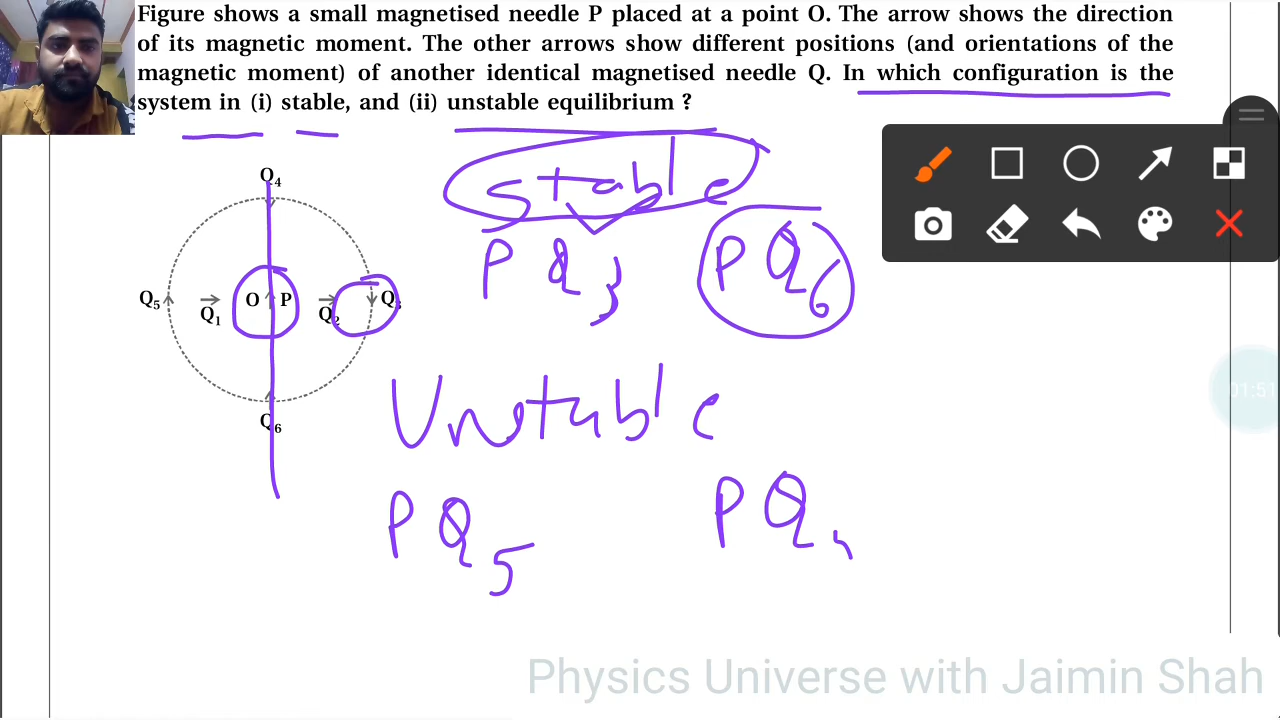 Figure shows a small magnetised needle P placed at a point O. The arrow shows the direction
of its magnetic moment. The other arrows show different positions (and orientations of the
magnetic moment) of another identical magnetised needle Q. In which configuration is the
system in (i) stable, and (ii) unstable equilibrium ?
Q4
stable
PQ3 PQ6
Q5 Q1 O P Q2 Q3
Q6
Unstable
PQ5 PQ
01:51
Physics Universe with Jaimin Shah